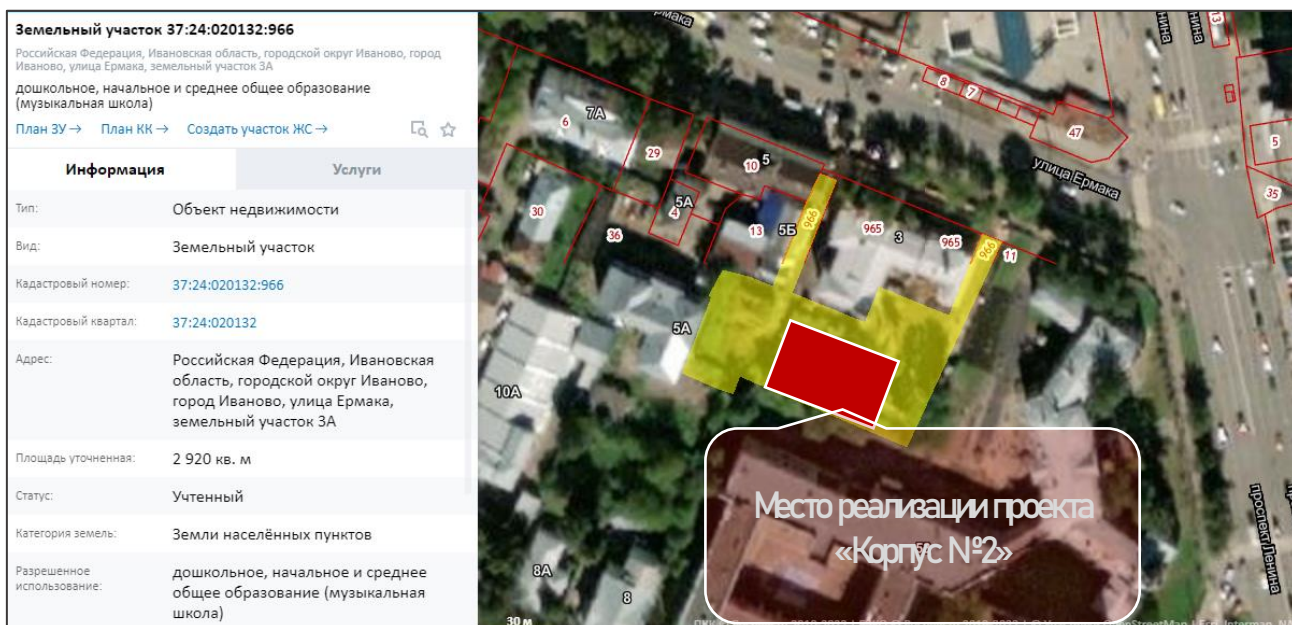 Земельный участок 37:24:020132:966
Российская Федерация, Ивановская область, городской округ Иваново, город
Иваново, улица Ермака, земельный участок 3А
дошкольное, начальное и среднее общее образование
(музыкальная школа)
План ЗУ → План КК → Создать участок ЖС →
Информация Услуги
Тип: Объект недвижимости
Вид: Земельный участок
Кадастровый номер: 37:24:020132:966
Кадастровый квартал: 37:24:020132
Адрес: Российская Федерация, Ивановская
область, городской округ Иваново,
город Иваново, улица Ермака,
земельный участок 3А
Площадь уточненная: 2 920 кв. м
Статус: Учтенный
Категория земель: Земли населённых пунктов
Разрешенное
использование:
дошкольное, начальное и среднее
общее образование (музыкальная
школа)
Ермака
Ленина
13
8
7
47
5
35
улица Ермака
7А
6
29
10
5
5А
4
30
36
13
5Б
966
965
3
965
966
11
5А
10А
Место реализации проекта
«Корпус №2»
проспект Ленина
8А
8
30 м